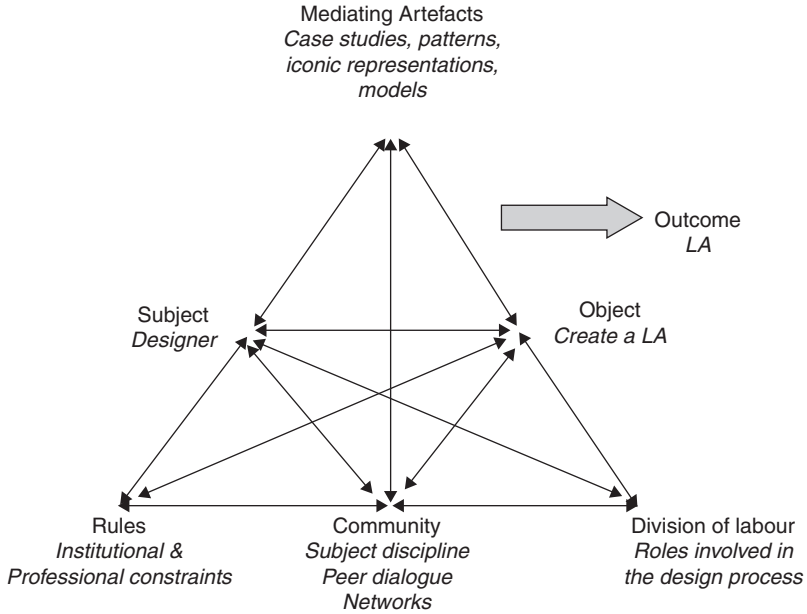 Mediating Artefacts
Case studies, patterns,
iconic representations,
models
Outcome
LA
Subject
Designer
Object
Create a LA
Rules
Institutional &
Professional constraints
Community
Subject discipline
Peer dialogue
Networks
Division of labour
Roles involved in
the design process